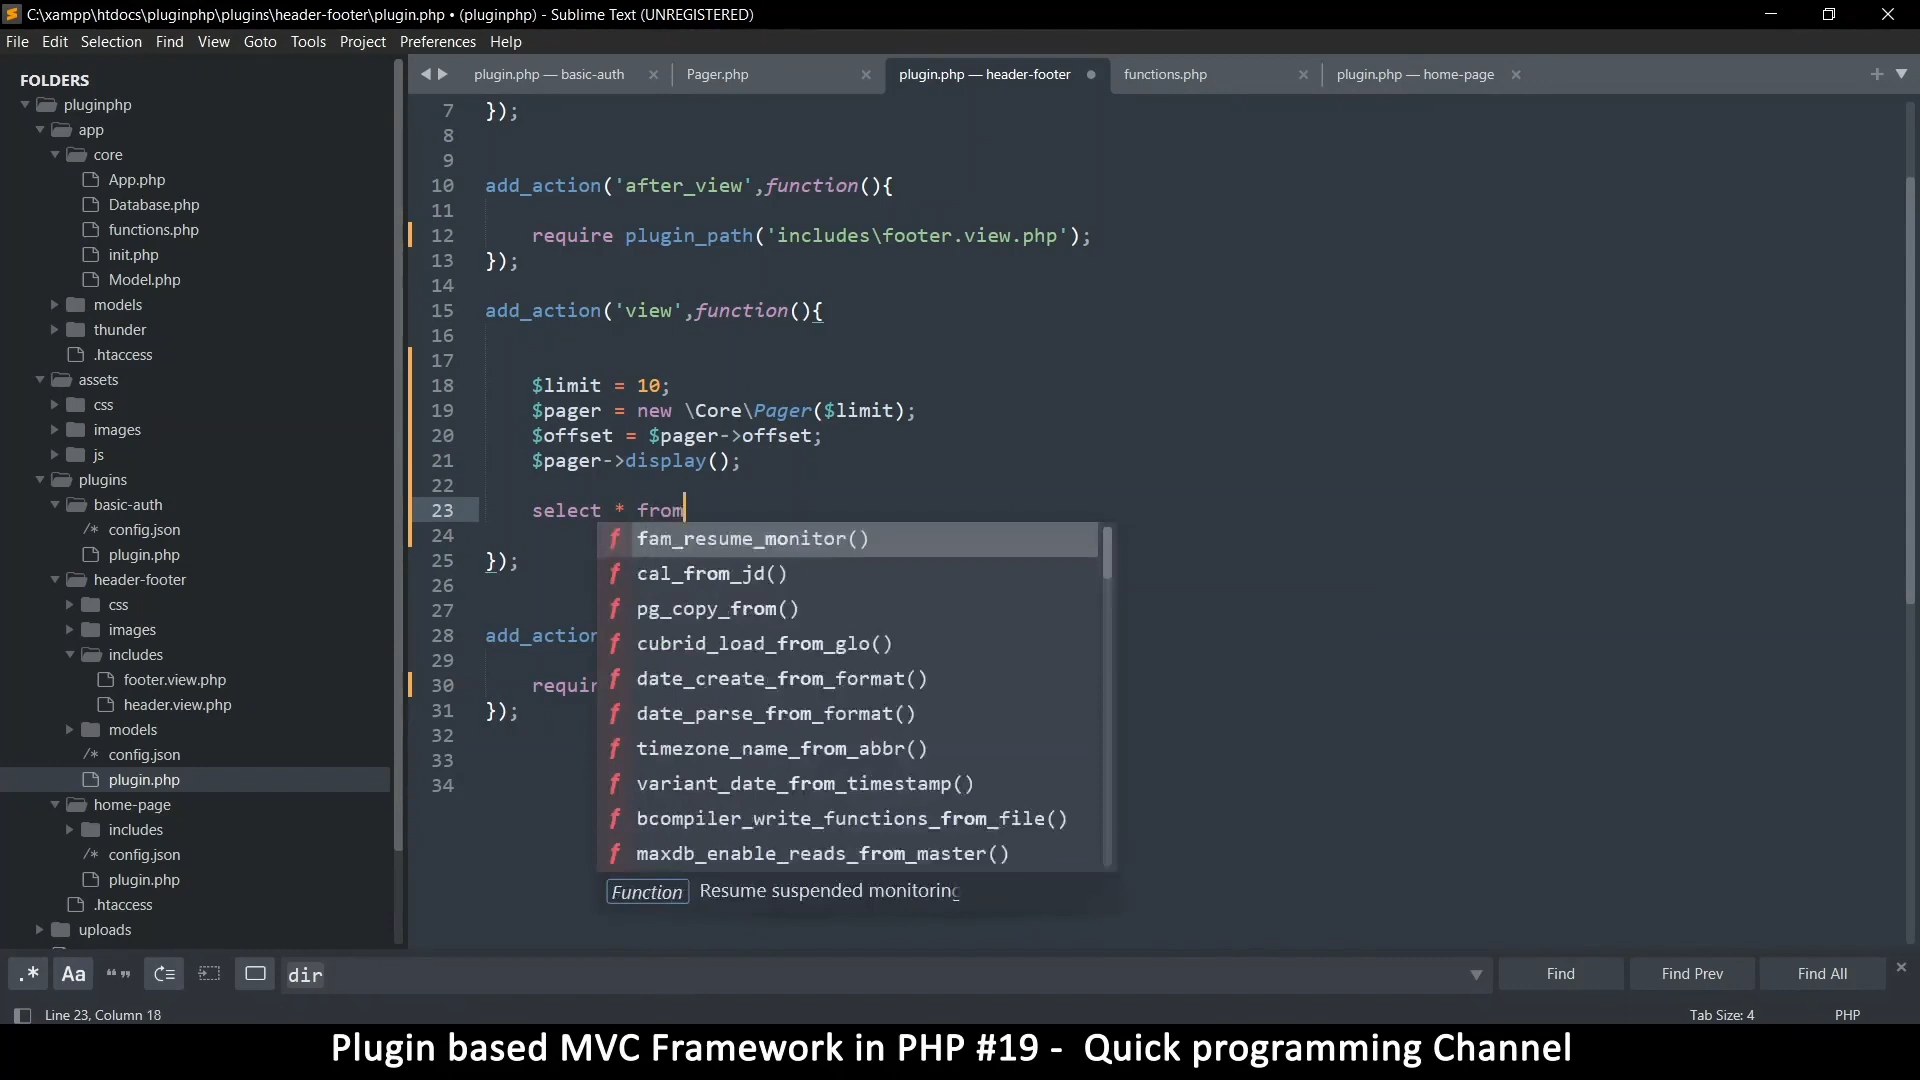 C:\xampp\htdocs\pluginphp\plugins\header-footer\plugin.php • (pluginphp) - Sublime Text (UNREGISTERED)
File Edit Selection Find View Goto Tools Project Preferences Help
FOLDERS
pluginphp
app
core
App.php
Database.php
functions.php
init.php
Model.php
models
thunder
.htaccess
assets
css
images
js
plugins
basic-auth
/* config.json
plugin.php
header-footer
css
images
includes
footer.view.php
header.view.php
models
/* config.json
plugin.php
home-page
includes
/* config.json
plugin.php
.htaccess
uploads
plugin.php — basic-auth
Pager.php
plugin.php — header-footer
functions.php
plugin.php — home-page
7 });
8
9
10 add_action('after_view',function(){
11
12 require plugin_path('includes\footer.view.php');
13 });
14
15 add_action('view',function(){
16
17
18 $limit = 10;
19 $pager = new \Core\Pager($limit);
20 $offset = $pager->offset;
21 $pager->display();
22
23 select * from
24
25 });
26
27
28 add_action
29
30 requir
31 });
32
33
34
f fam_resume_monitor()
f cal_from_jd()
f pg_copy_from()
f cubrid_load_from_glo()
f date_create_from_format()
f date_parse_from_format()
f timezone_name_from_abbr()
f variant_date_from_timestamp()
f bcompiler_write_functions_from_file()
f maxdb_enable_reads_from_master()
Function Resume suspended monitoring
.* Aa “” dir Find Find Prev Find All
Line 23, Column 18 Tab Size: 4 PHP
Plugin based MVC Framework in PHP #19 - Quick programming Channel